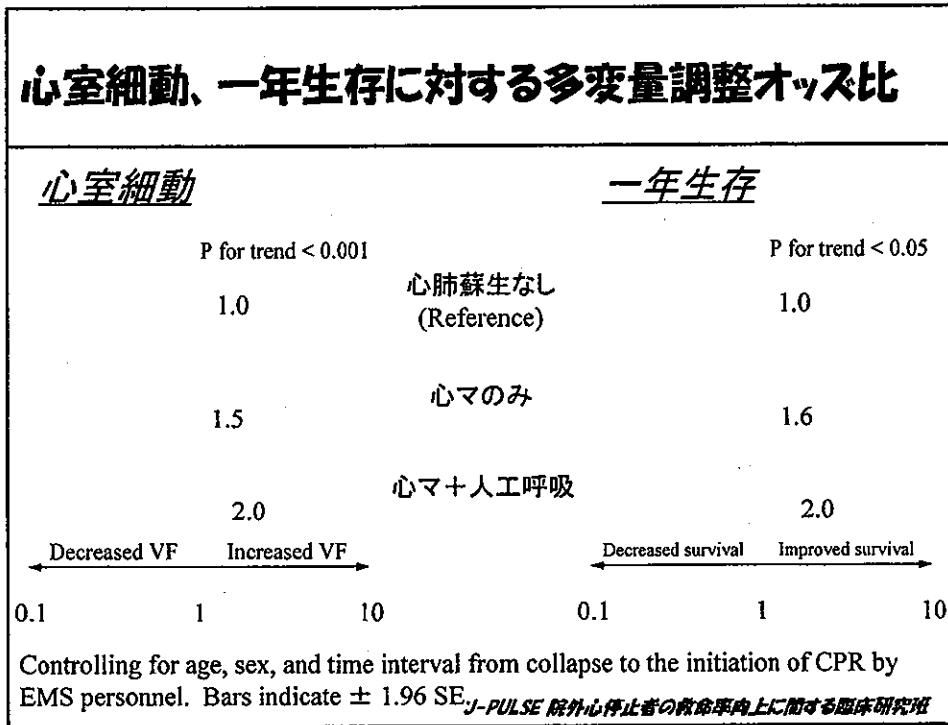 心室細動、一年生存に対する多変量調整オッズ比
心室細動
一年生存
P for trend < 0.001
P for trend < 0.05
1.0
心肺蘇生なし
(Reference)
1.0
1.5
心マのみ
1.6
2.0
心マ＋人工呼吸
2.0
Decreased VF Increased VF
Decreased survival Improved survival
0.1 1 10
0.1 1 10
Controlling for age, sex, and time interval from collapse to the initiation of CPR by
EMS personnel. Bars indicate ± 1.96 SE.
J-PULSE 院外心停止者の救命率向上に関する臨床研究班